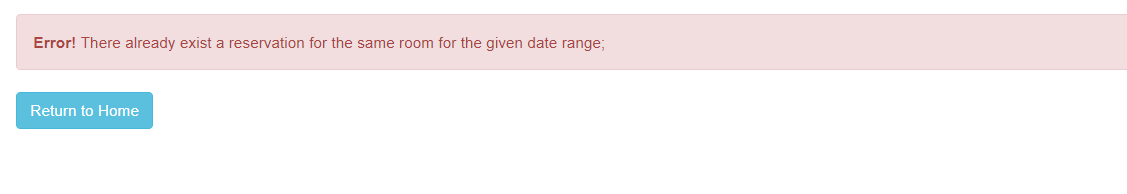 Error! There already exist a reservation for the same room for the given date range;
Return to Home